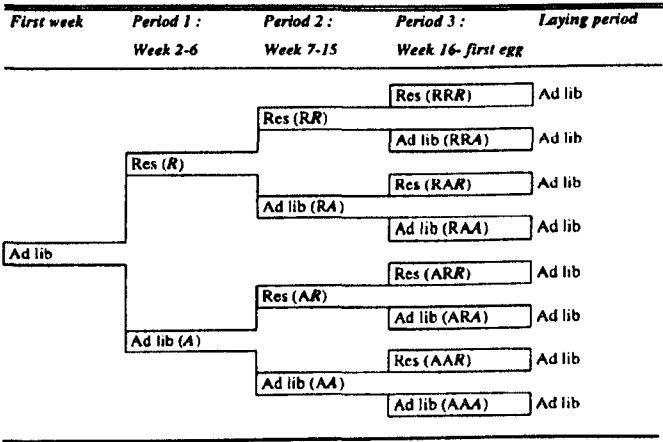 First week Period 1 : Period 2 : Period 3 : Laying period
Week 2-6 Week 7-15 Week 16- first egg
Res (RRR) Ad lib
Res (RR)
Ad lib (RRA) Ad lib
Res (R)
Res (RAR) Ad lib
Ad lib (RA)
Ad lib (RAA) Ad lib
Ad lib
Res (ARR) Ad lib
Res (AR)
Ad lib (ARA) Ad lib
Ad lib (A)
Res (AAR) Ad lib
Ad lib (AA)
Ad lib (AAA) Ad lib